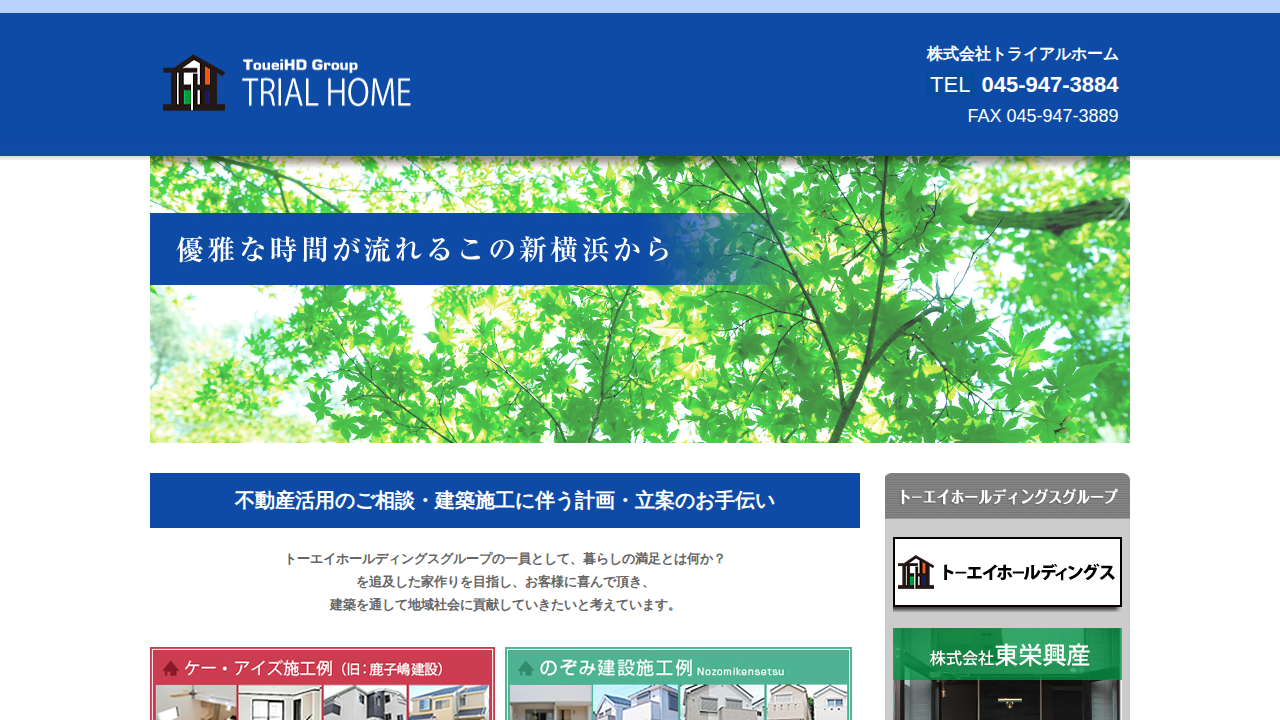 ToueiHD Group
TRIAL HOME
株式会社トライアルホーム
TEL 045-947-3884
FAX 045-947-3889
優雅な時間が流れるこの新横浜から
不動産活用のご相談・建築施工に伴う計画・立案のお手伝い
トーエイホールディングスグループの一員として、暮らしの満足とは何か？
を追及した家作りを目指し、お客様に喜んで頂き、
建築を通して地域社会に貢献していきたいと考えています。
ケー・アイズ施工例（旧：鹿子嶋建設）
のぞみ建設施工例 Nozomikensetsu
トーエイホールディングスグループ
トーエイホールディングス
株式会社東栄興産